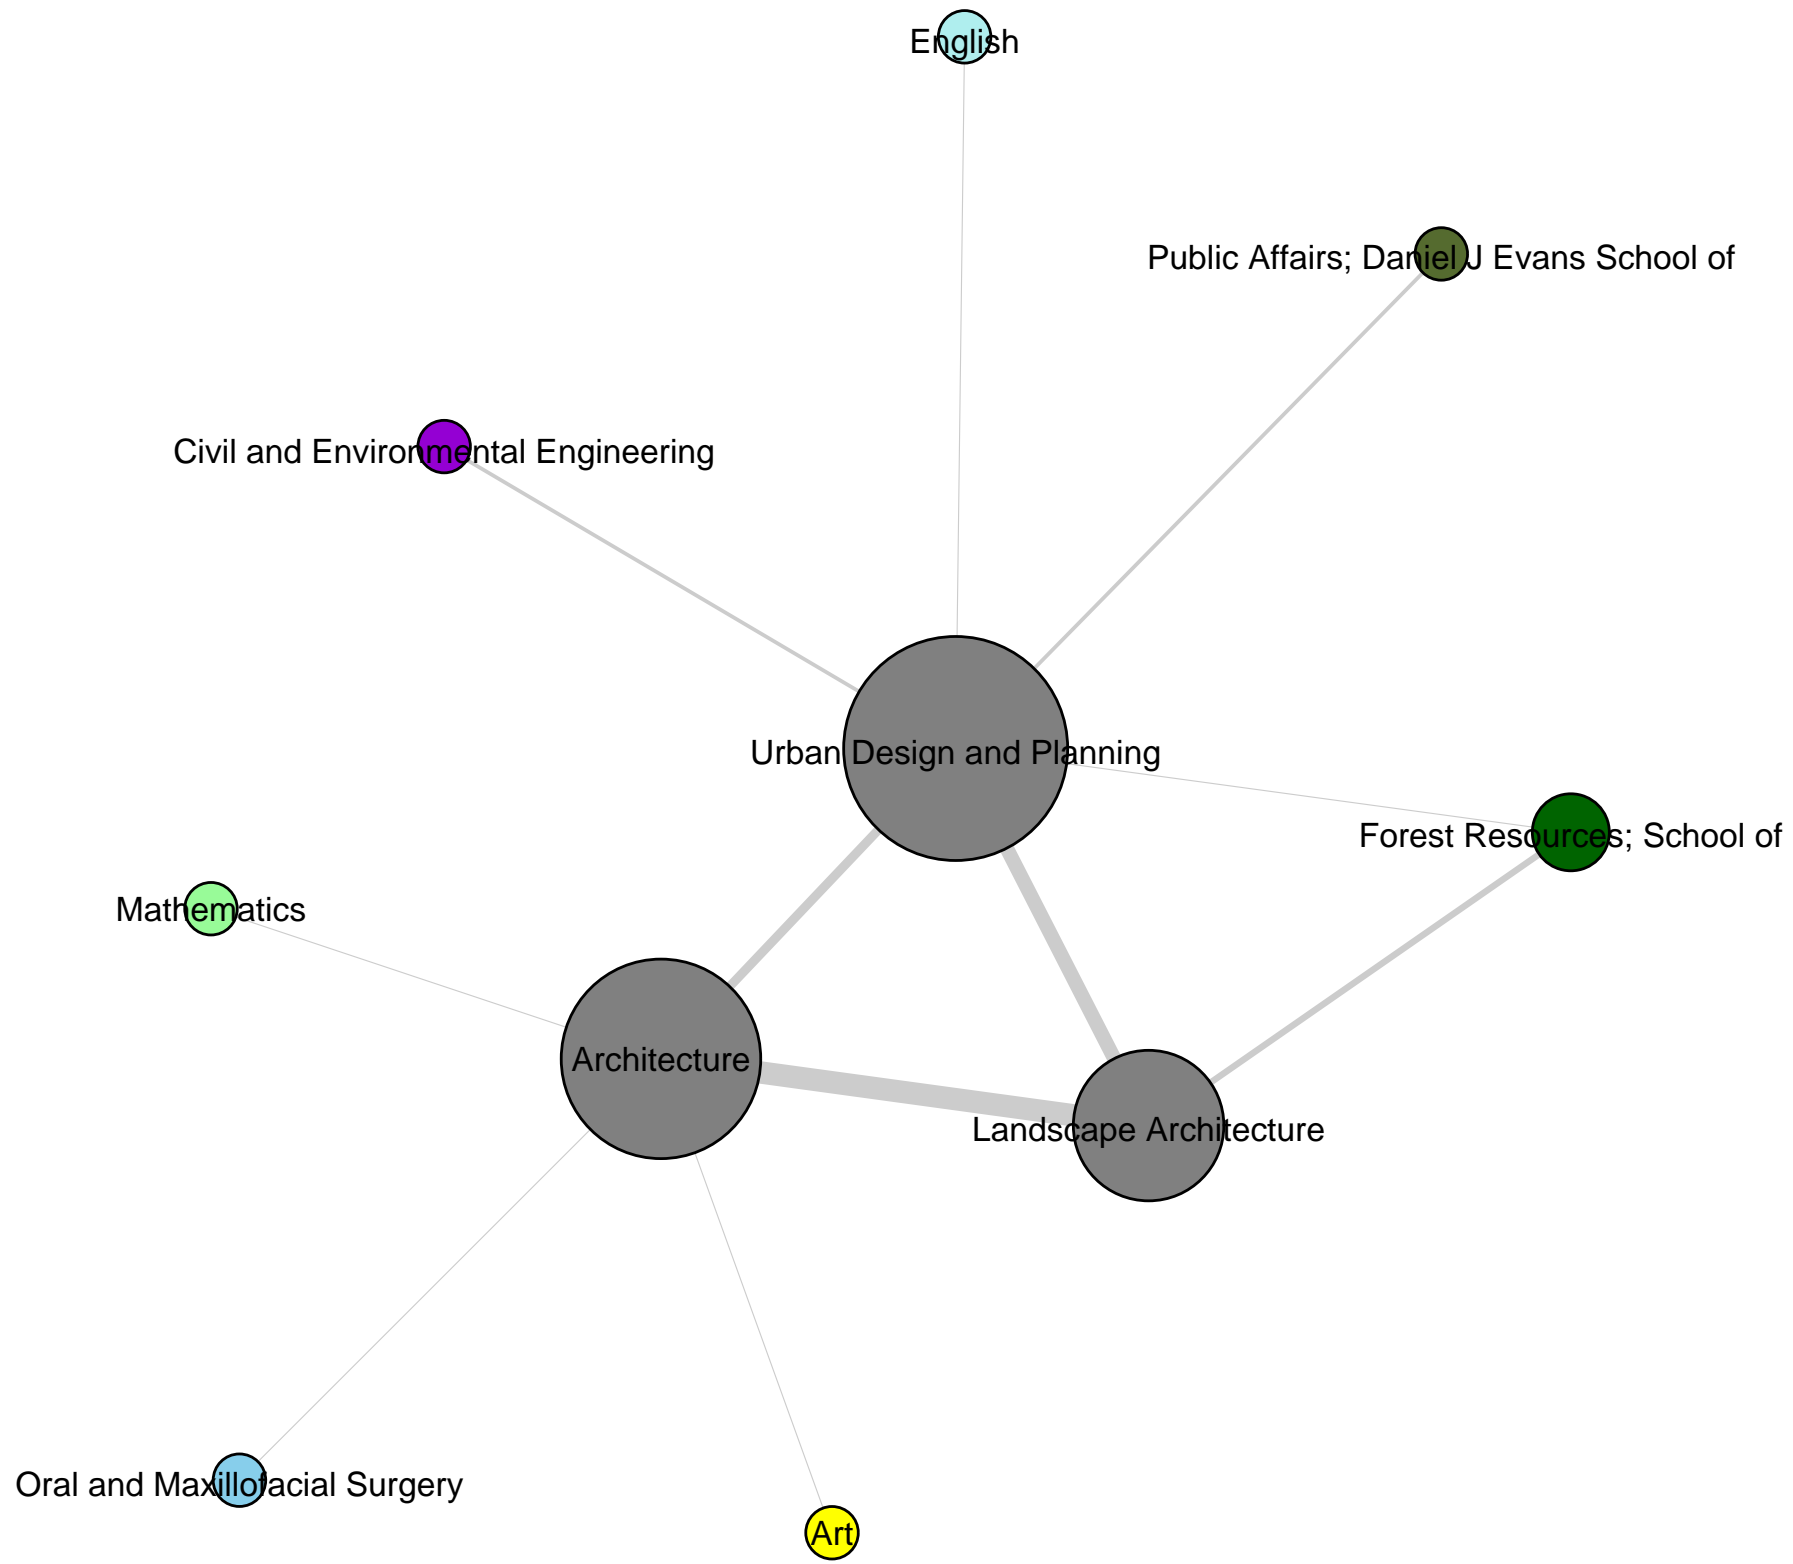 English
Public Affairs; Daniel J Evans School of
Civil and Environmental Engineering
Urban Design and Planning
Forest Resources; School of
Mathematics
Architecture
Landscape Architecture
Oral and Maxillofacial Surgery
Art